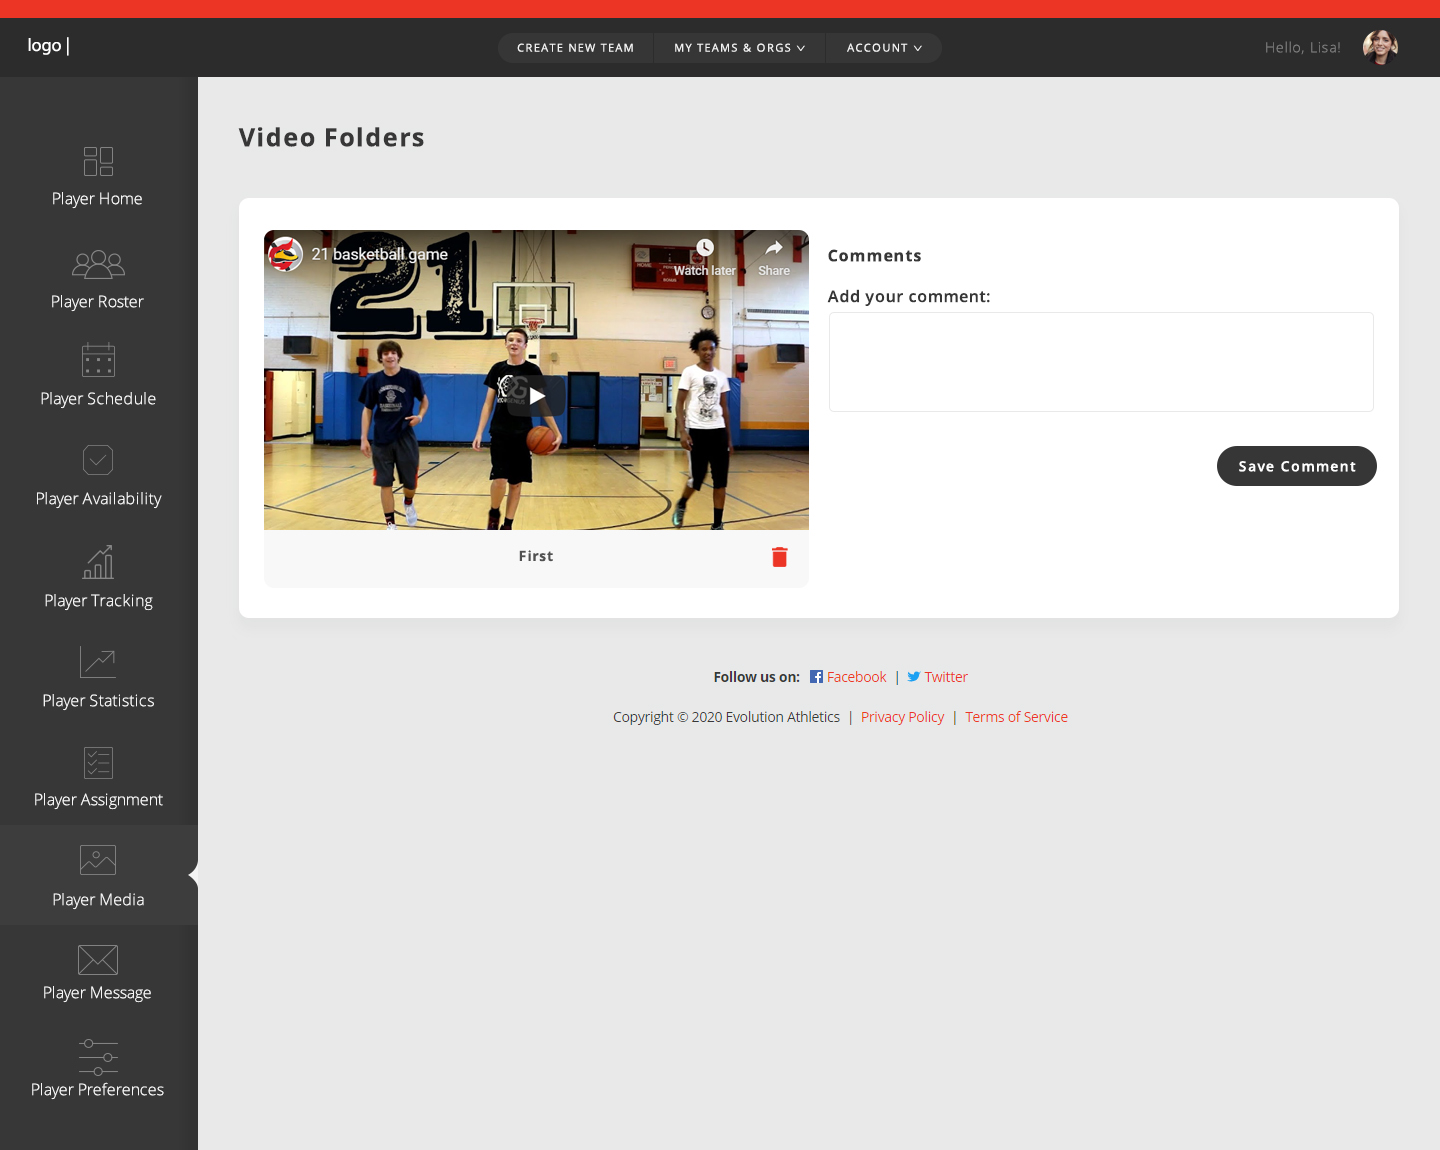 logo |
CREATE NEW TEAM
MY TEAMS & ORGS
ACCOUNT
Hello, Lisa!
Player Home
Player Roster
Player Schedule
Player Availability
Player Tracking
Player Statistics
Player Assignment
Player Media
Player Message
Player Preferences
Video Folders
21 basketball game
Watch later
Share
21
HOME
First
Comments
Add your comment:
Save Comment
Follow us on: Facebook | Twitter
Copyright © 2020 Evolution Athletics | Privacy Policy | Terms of Service